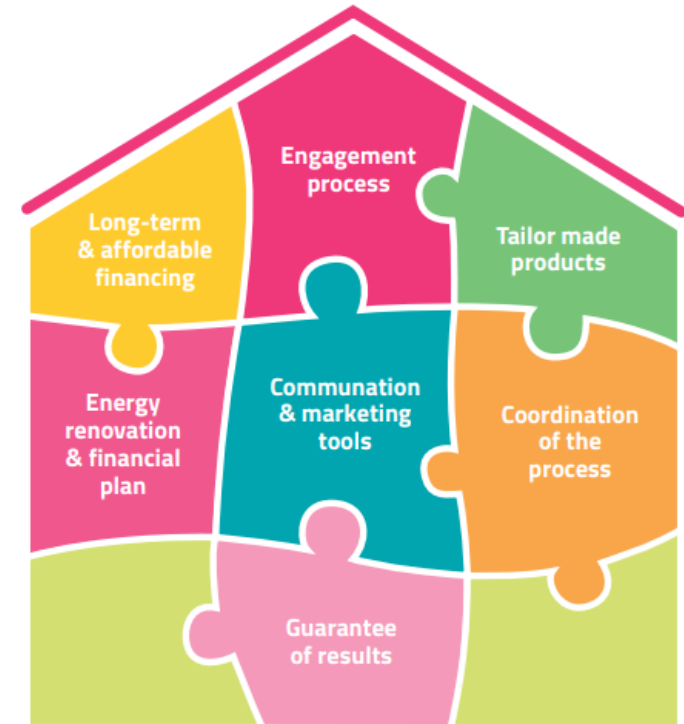 Engagement
process
Long-term
& affordable
financing
Tailor made
products
Energy
renovation
& financial
plan
Communation
& marketing
tools
Coordination
of the
process
Guarantee
of results